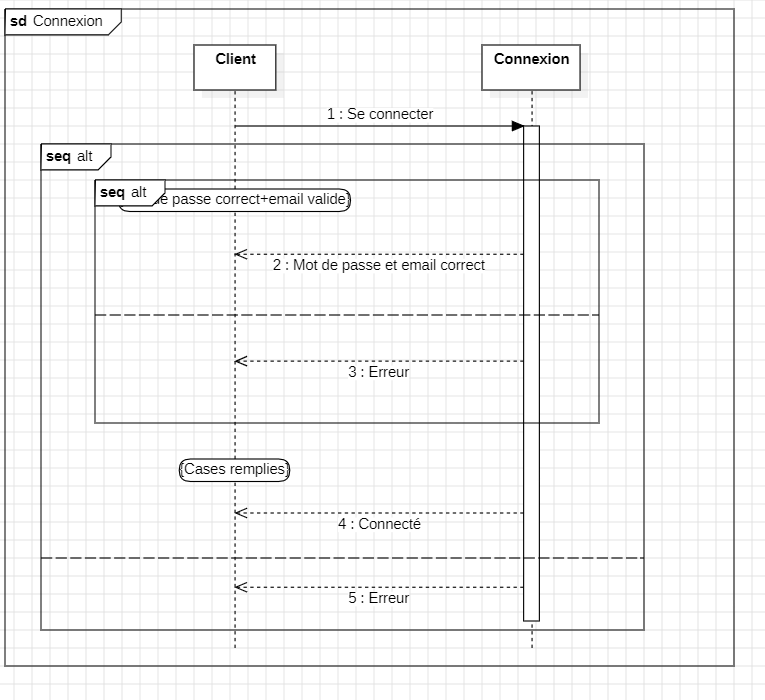 sd Connexion
Client
Connexion
1 : Se connecter
seq alt
seq alt
e passe correct+email valide}
2 : Mot de passe et email correct
3 : Erreur
{Cases remplies}
4 : Connecté
5 : Erreur